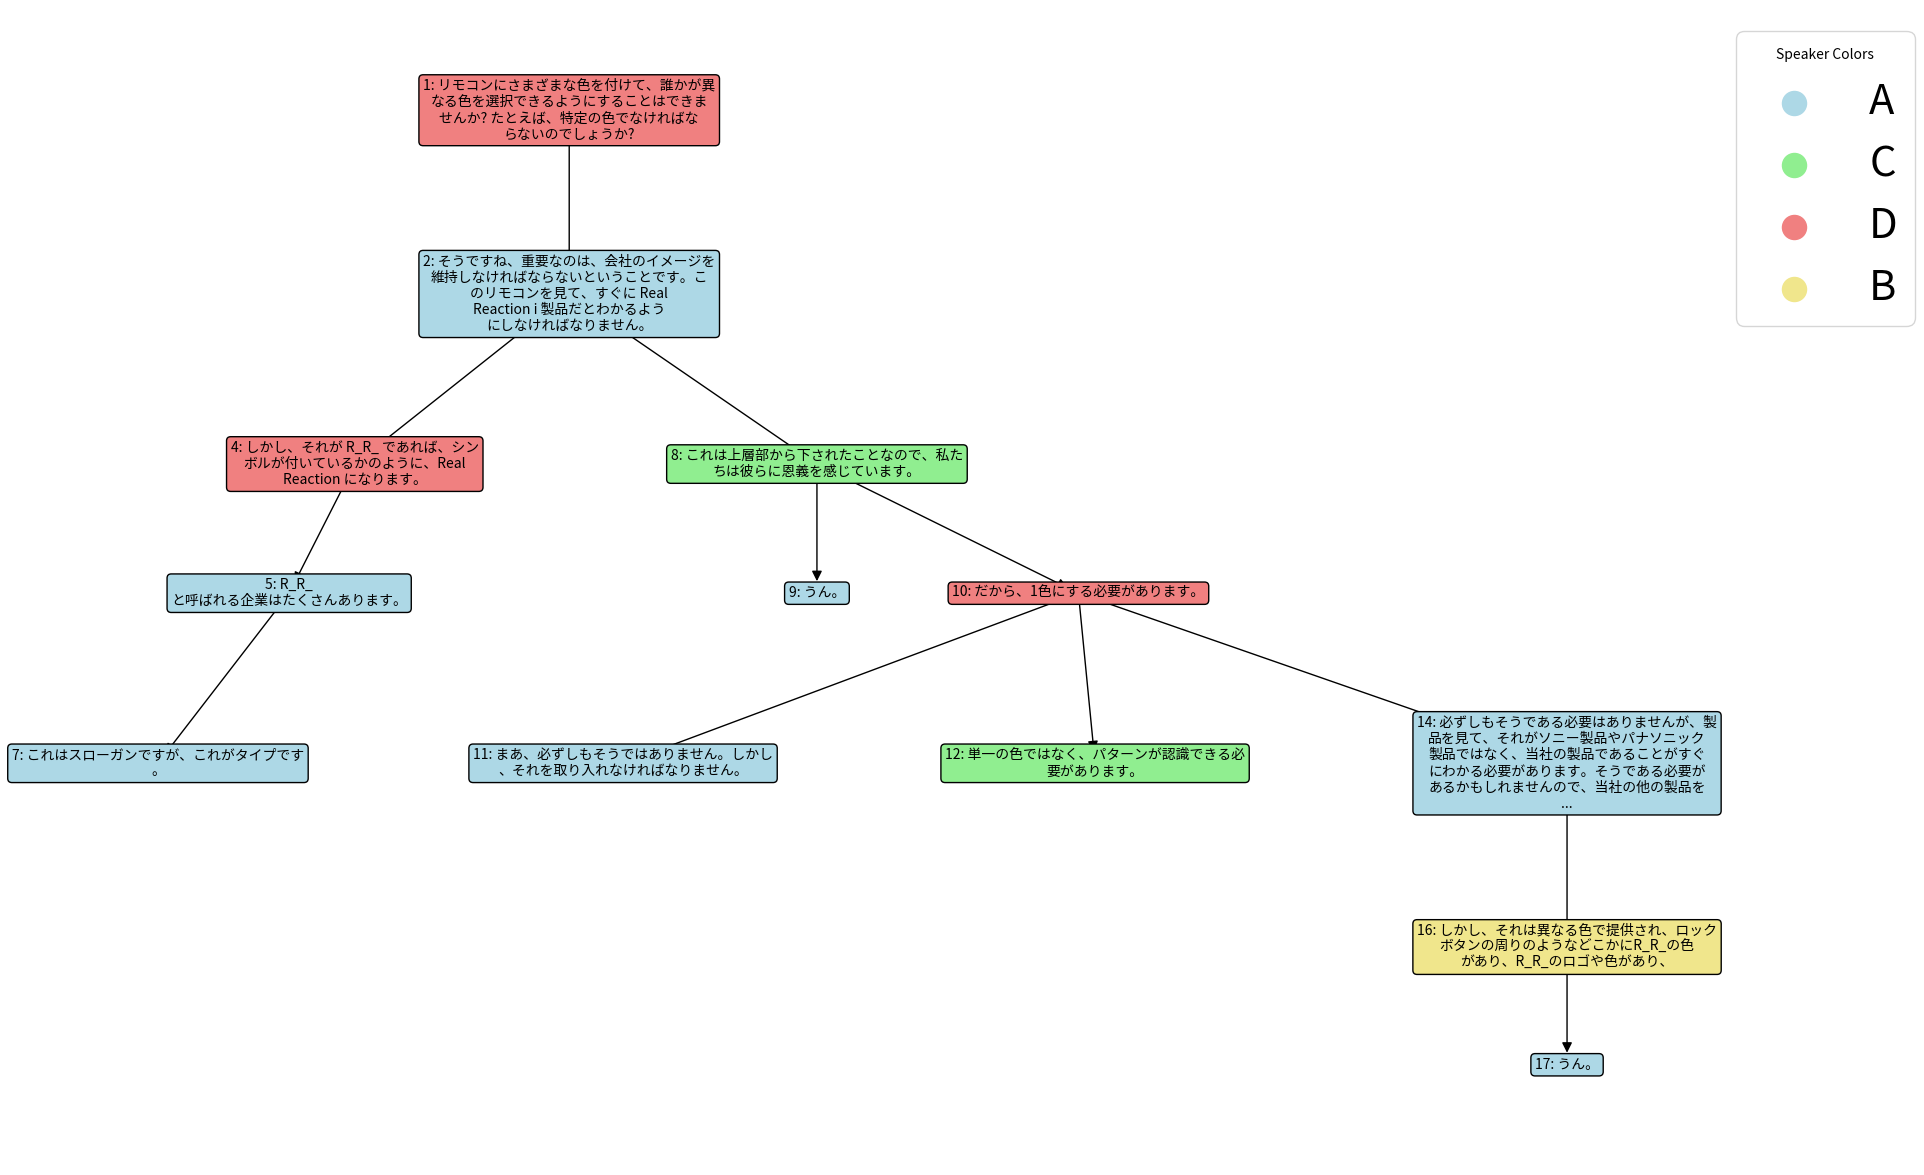 1: リモコンにさまざまな色を付けて、誰かが異
なる色を選択できるようにすることはできま
せんか? たとえば、特定の色でなければな
らないのでしょうか?
2: そうですね、重要なのは、会社のイメージを
維持しなければならないということです。こ
のリモコンを見て、すぐに Real
Reaction i 製品だとわかるよう
にしなければなりません。
4: しかし、それが R_R_ であれば、シン
ボルが付いているかのように、Real
Reaction になります。
8: これは上層部から下されたことなので、私た
ちは彼らに恩義を感じています。
5: R_R_
と呼ばれる企業はたくさんあります。
9: うん。
10: だから、1色にする必要があります。
7: これはスローガンですが、これがタイプです
。
11: まあ、必ずしもそうではありません。しかし
、それを取り入れなければなりません。
12: 単一の色ではなく、パターンが認識できる必
要があります。
14: 必ずしもそうである必要はありませんが、製
品を見て、それがソニー製品やパナソニック
製品ではなく、当社の製品であることがすぐ
にわかる必要があります。そうである必要が
あるかもしれませんので、当社の他の製品を
...
16: しかし、それは異なる色で提供され、ロック
ボタンの周りのようなどこかにR_R_の色
があり、R_R_のロゴや色があり、
17: うん。
Speaker Colors
A
C
D
B